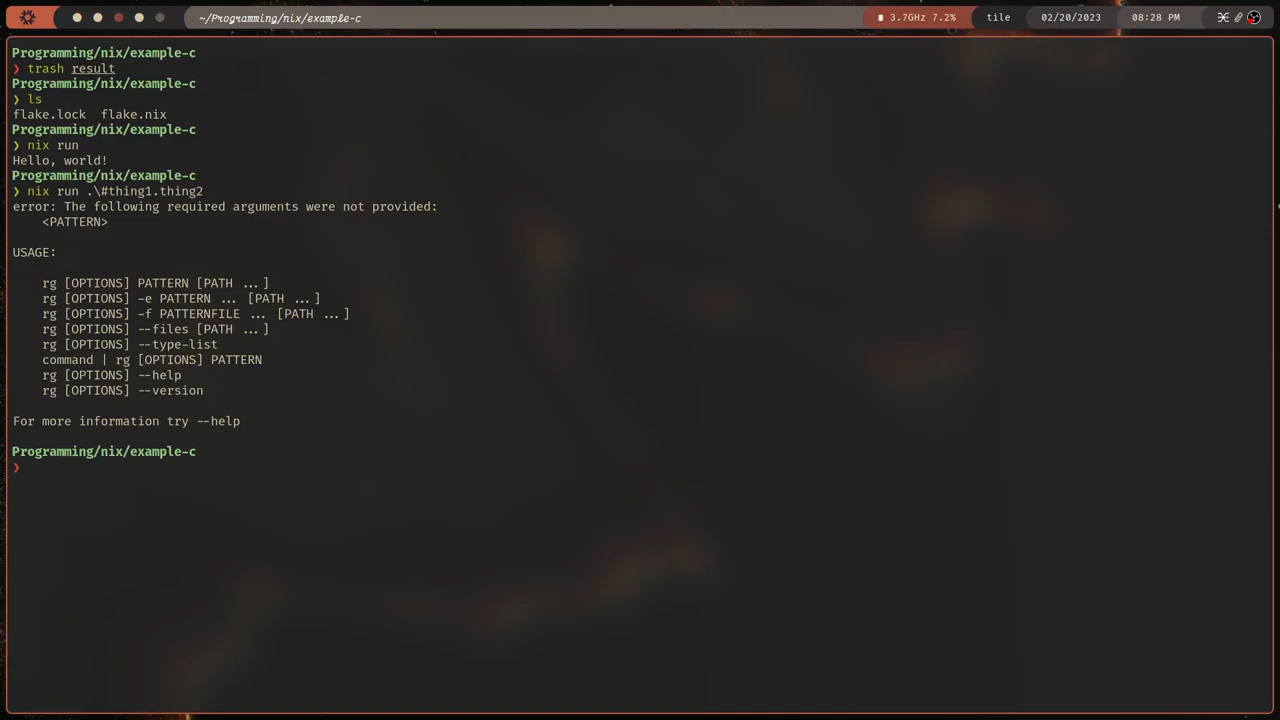 ~/Programming/nix/example-c
3.7GHz 7.2%
tile
02/20/2023
08:28 PM
Programming/nix/example-c
❯ trash result
Programming/nix/example-c
❯ ls
flake.lock  flake.nix
Programming/nix/example-c
❯ nix run
Hello, world!
Programming/nix/example-c
❯ nix run .\#thing1.thing2
error: The following required arguments were not provided:
    <PATTERN>
USAGE:
    rg [OPTIONS] PATTERN [PATH ...]
    rg [OPTIONS] -e PATTERN ... [PATH ...]
    rg [OPTIONS] -f PATTERNFILE ... [PATH ...]
    rg [OPTIONS] --files [PATH ...]
    rg [OPTIONS] --type-list
    command | rg [OPTIONS] PATTERN
    rg [OPTIONS] --help
    rg [OPTIONS] --version
For more information try --help
Programming/nix/example-c
❯